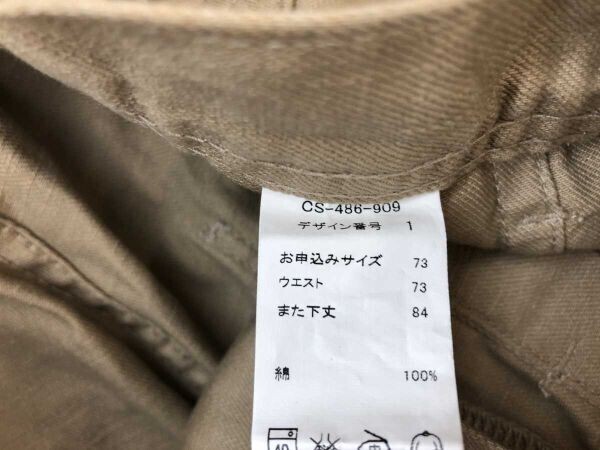 CS-486-909
デザイン番号 1
お申込みサイズ 73
ウエスト 73
また下丈 84
綿 100%
40